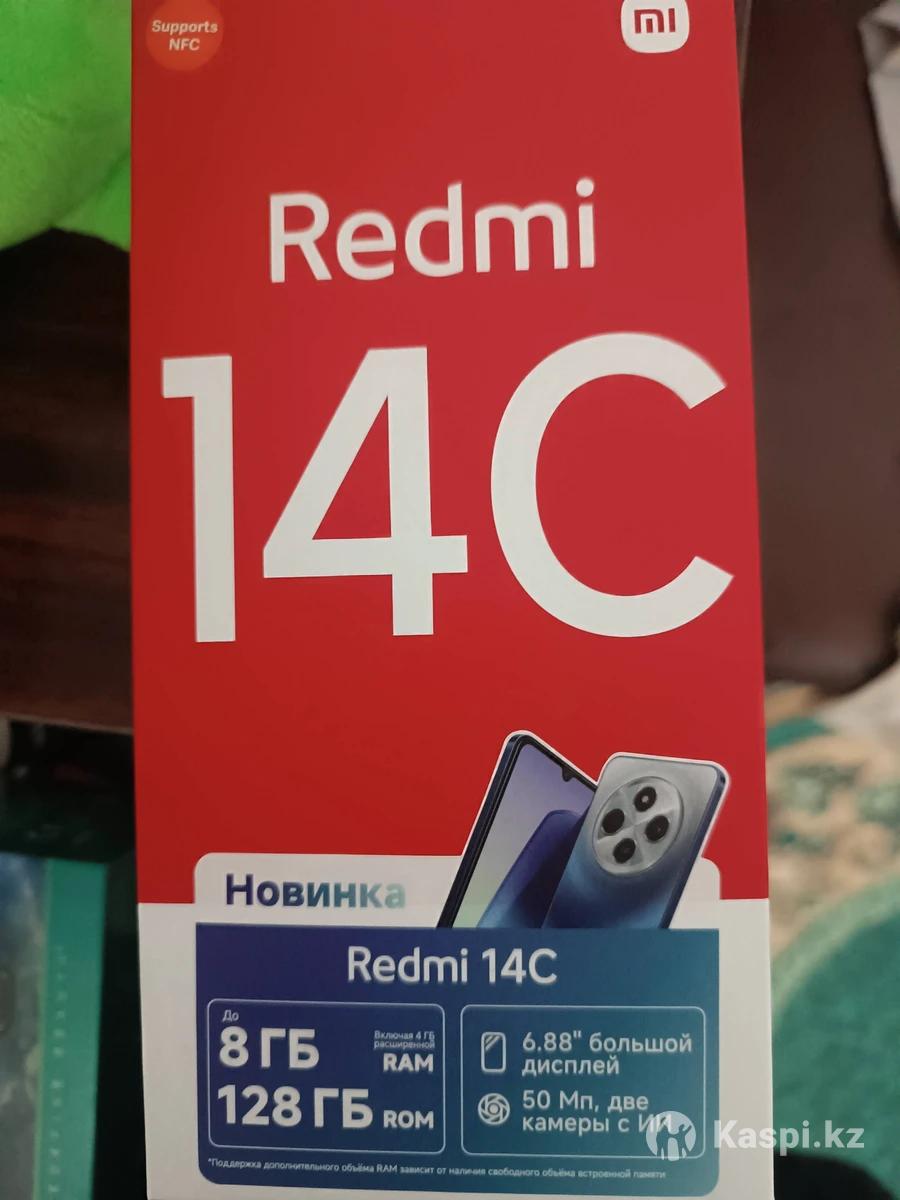 Supports
NFC
mi
Redmi
14C
Новинка
Redmi 14C
До
8 ГБ
Включая 4 ГБ
расширенной
RAM
128 ГБ ROM
6.88" большой
дисплей
50 Мп, две
камеры с ИИ
*Поддержка дополнительного объёма RAM зависит от наличия свободного объёма встроенной памяти
Kaspi.kz